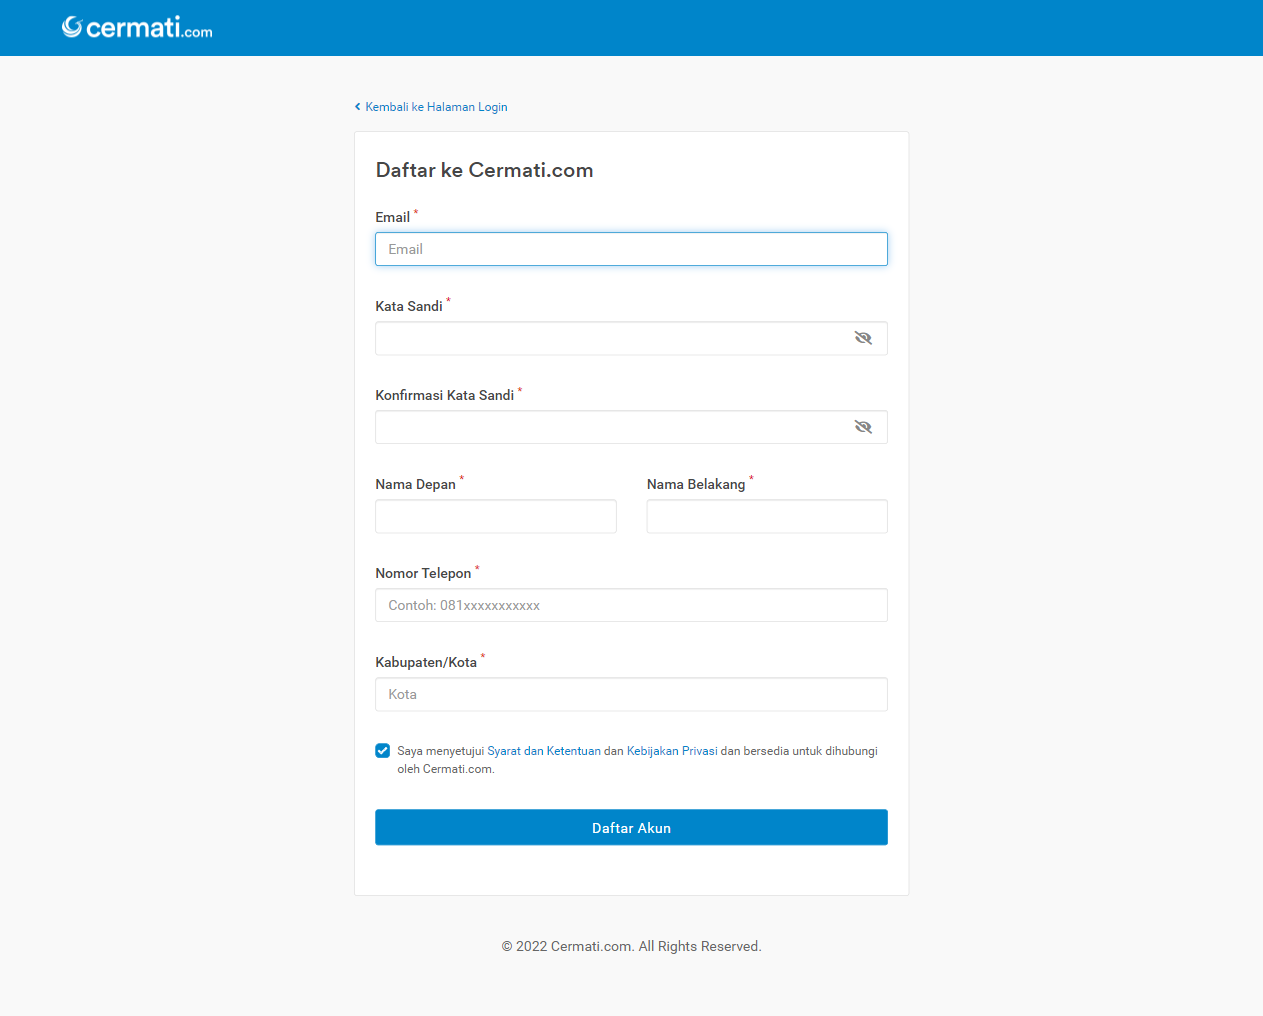 cermati.com
Kembali ke Halaman Login
Daftar ke Cermati.com
Email *
Email
Kata Sandi *
Konfirmasi Kata Sandi *
Nama Depan * Nama Belakang *
Nomor Telepon *
Contoh: 081xxxxxxxxxxx
Kabupaten/Kota *
Kota
Saya menyetujui Syarat dan Ketentuan dan Kebijakan Privasi dan bersedia untuk dihubungi
oleh Cermati.com.
Daftar Akun
© 2022 Cermati.com. All Rights Reserved.